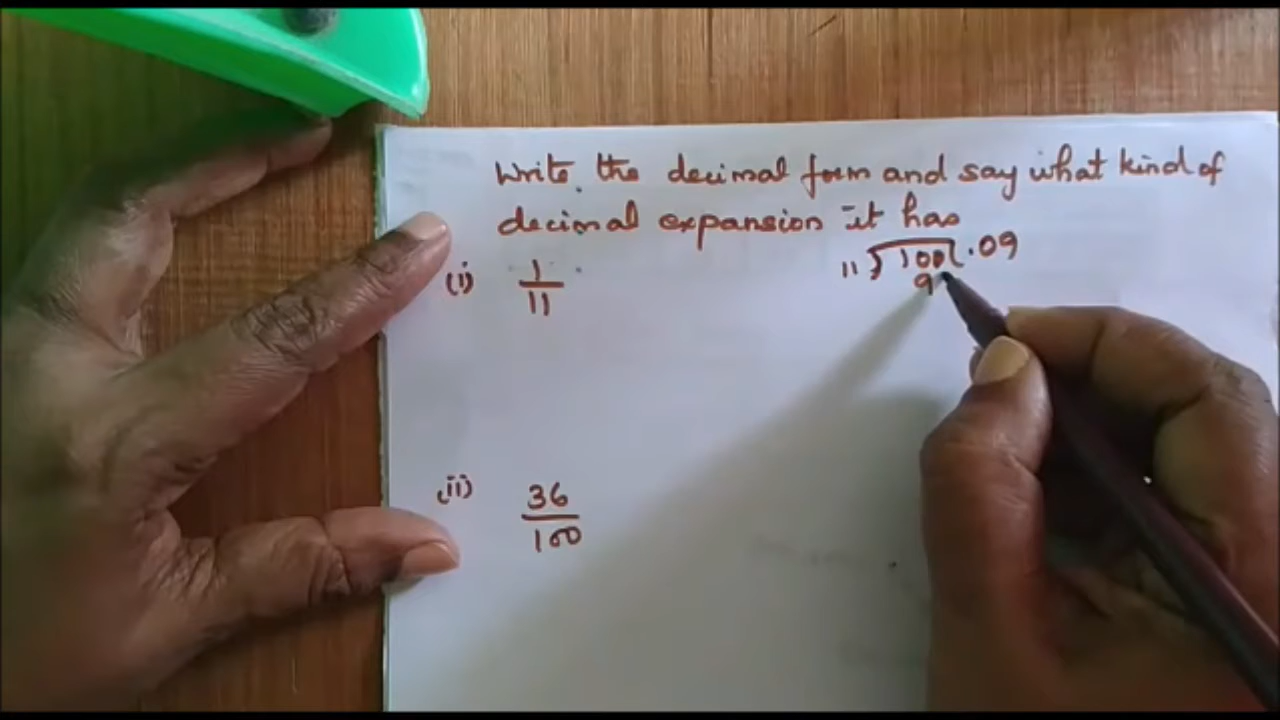 Write the decimal form and say what kind of
decimal expansion it has
11 ) 100 ( .09
9
(i) 1/11
(ii) 36/100